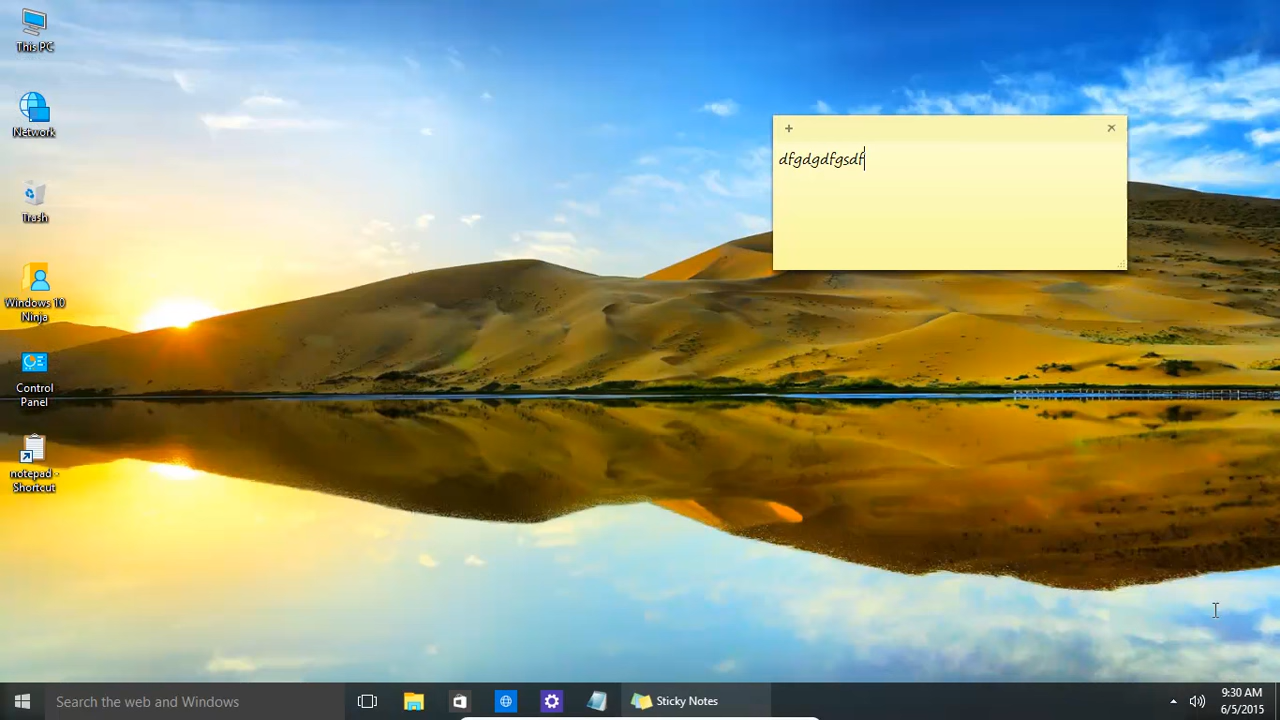 This PC
Network
Trash
Windows 10
Ninja
Control
Panel
notepad -
Shortcut
dfgdgdfgsdf
Search the web and Windows
Sticky Notes
9:30 AM
6/5/2015